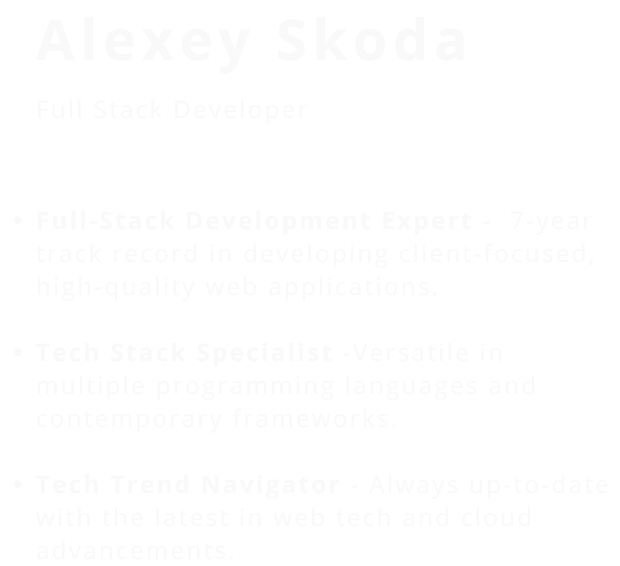 Alexey Skoda
Full Stack Developer
• Full-Stack Development Expert - 7-year
track record in developing client-focused,
high-quality web applications.
• Tech Stack Specialist -Versatile in
multiple programming languages and
contemporary frameworks.
• Tech Trend Navigator - Always up-to-date
with the latest in web tech and cloud
advancements.